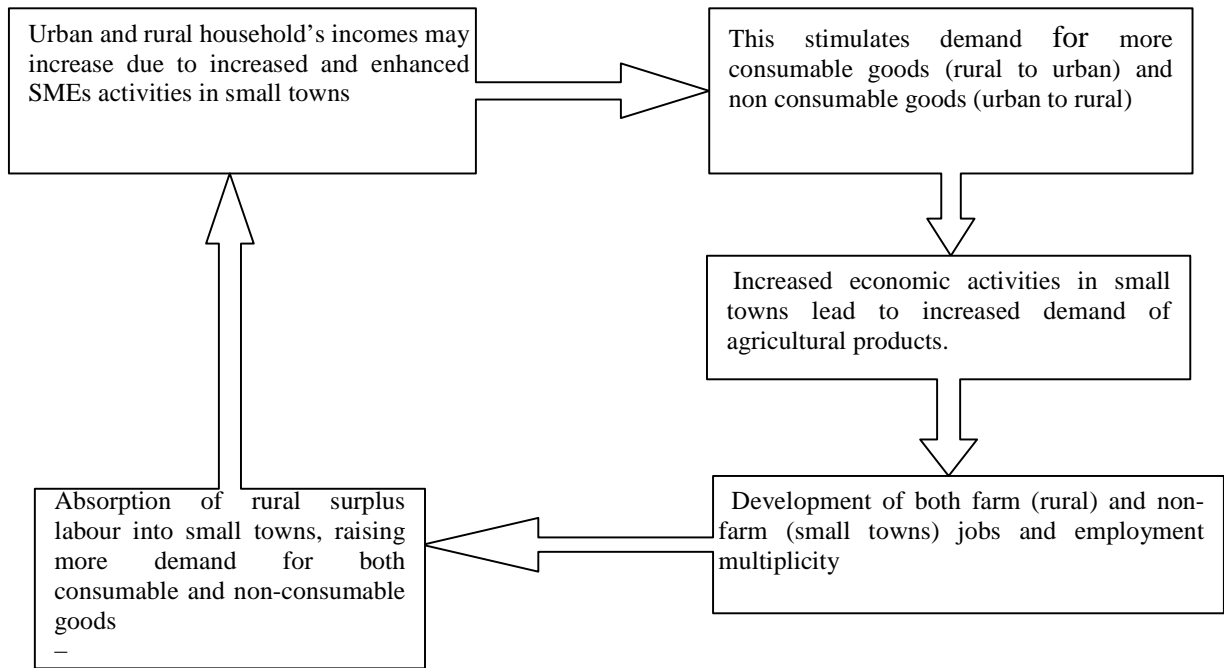 Urban and rural household’s incomes may
increase due to increased and enhanced
SMEs activities in small towns
This stimulates demand for more
consumable goods (rural to urban) and
non consumable goods (urban to rural)
Increased economic activities in small
towns lead to increased demand of
agricultural products.
Development of both farm (rural) and non-
farm (small towns) jobs and employment
multiplicity
Absorption of rural surplus
labour into small towns, raising
more demand for both
consumable and non-consumable
goods
–